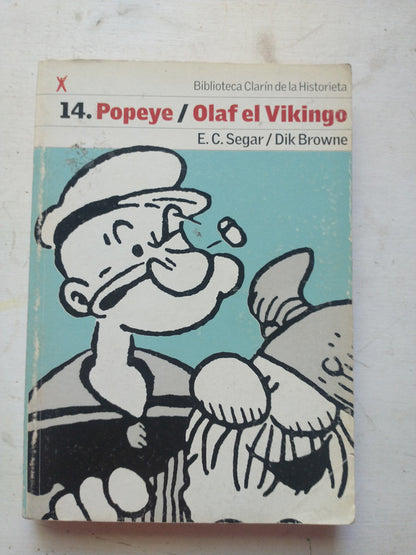 Biblioteca Clarín de la Historieta
14. Popeye / Olaf el Vikingo
E. C. Segar / Dik Browne